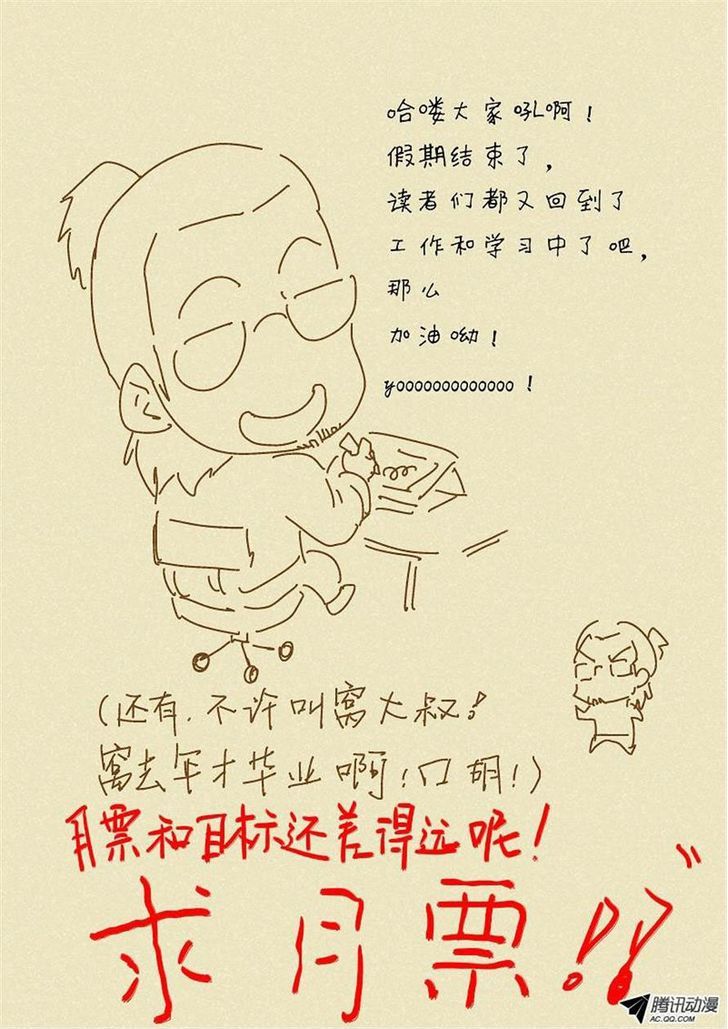 哈喽大家吼啊！
假期结束了，
读者们都又回到了
工作和学习中了吧，
那么
加油呦！
yooooooooooooo！
（还有，不许叫窝大叔！
窝去年才毕业啊！口胡！）
月票和目标还差得远呢！
求月票！！
腾讯动漫
AC.QQ.COM